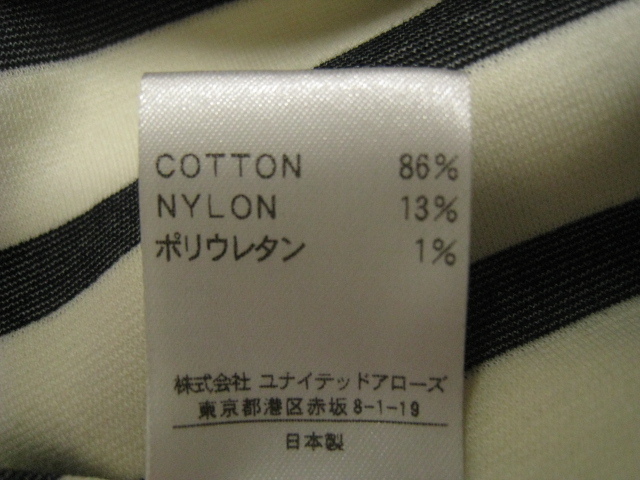 COTTON 86%
NYLON 13%
ポリウレタン 1%
株式会社 ユナイテッドアローズ
東京都港区赤坂 8-1-19
日本製